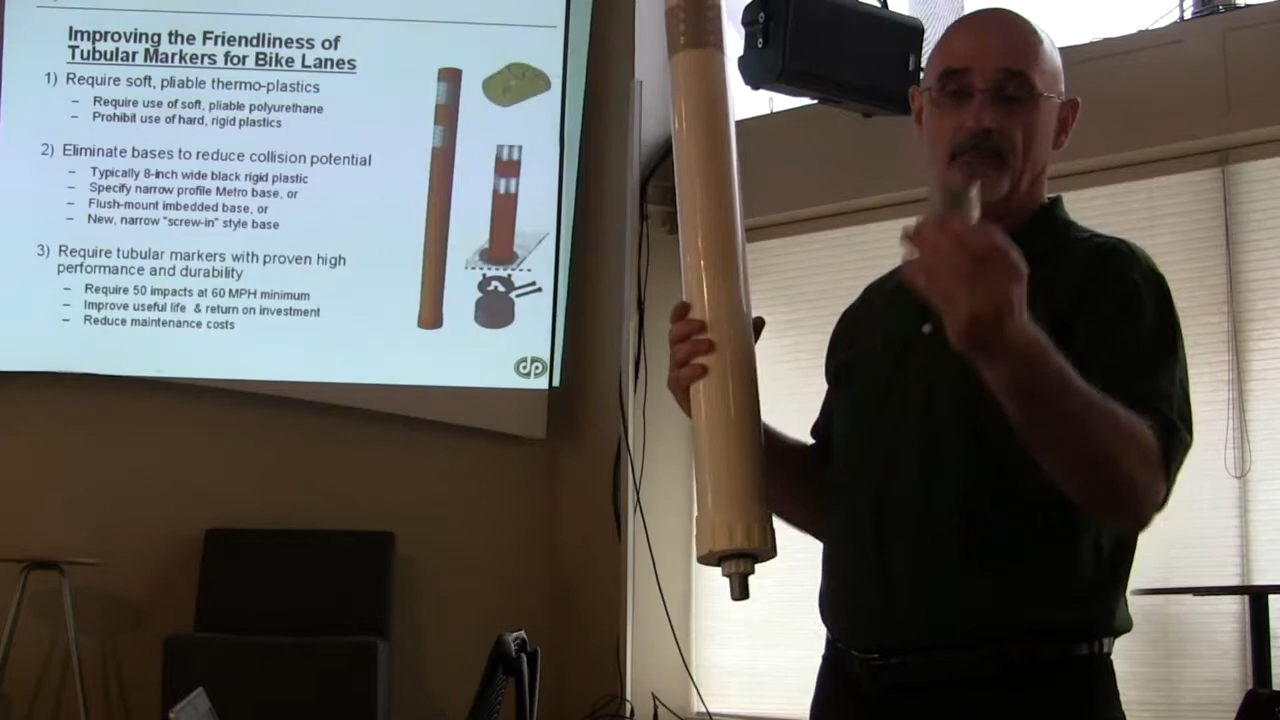 Improving the Friendliness of
Tubular Markers for Bike Lanes
1) Require soft, pliable thermo-plastics
– Require use of soft, pliable polyurethane
– Prohibit use of hard, rigid plastics
2) Eliminate bases to reduce collision potential
– Typically 8-inch wide black rigid plastic
– Specify narrow profile Metro base, or
– Flush-mount imbedded base, or
– New, narrow "screw-in" style base
3) Require tubular markers with proven high
performance and durability
– Require 50 impacts at 60 MPH minimum
– Improve useful life & return on investment
– Reduce maintenance costs
dp